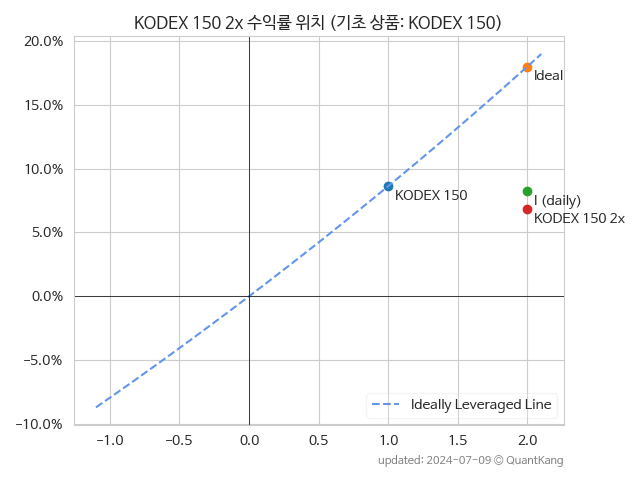 KODEX 150 2x 수익률 위치 (기초 상품: KODEX 150)
20.0%
Ideal
15.0%
10.0%
KODEX 150
I (daily)
KODEX 150 2x
5.0%
0.0%
−5.0%
Ideally Leveraged Line
−10.0%
−1.0 −0.5 0.0 0.5 1.0 1.5 2.0
updated: 2024-07-09 © QuantKang